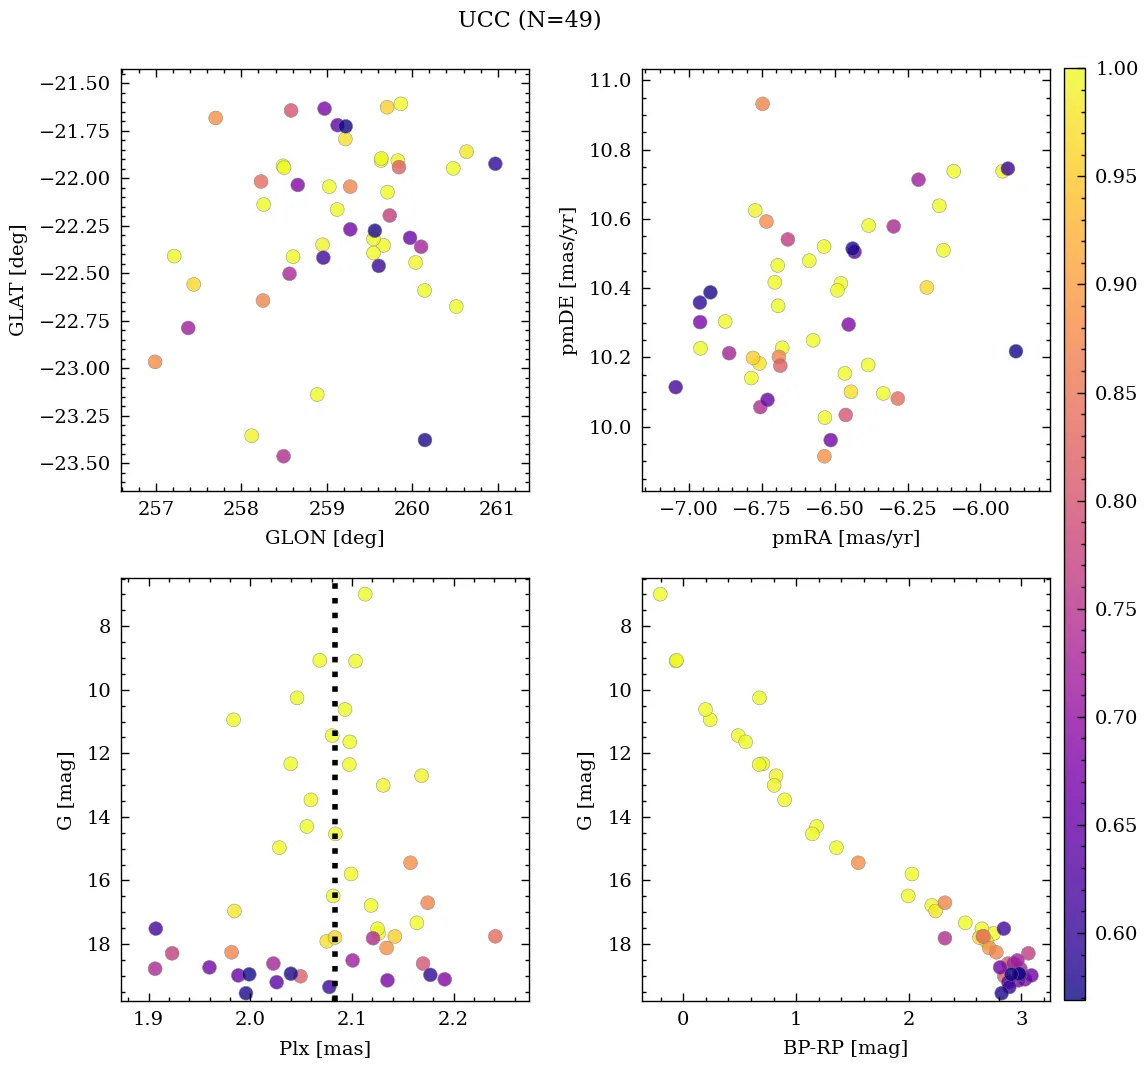 UCC (N=49)
−21.50
−21.75
−22.00
−22.25
−22.50
−22.75
−23.00
−23.25
−23.50
GLAT [deg]
257 258 259 260 261
GLON [deg]
11.0
10.8
10.6
10.4
10.2
10.0
pmDE [mas/yr]
−7.00 −6.75 −6.50 −6.25 −6.00
pmRA [mas/yr]
8
10
12
14
16
18
G [mag]
1.9 2.0 2.1 2.2
Plx [mas]
8
10
12
14
16
18
G [mag]
0 1 2 3
BP-RP [mag]
1.00
0.95
0.90
0.85
0.80
0.75
0.70
0.65
0.60